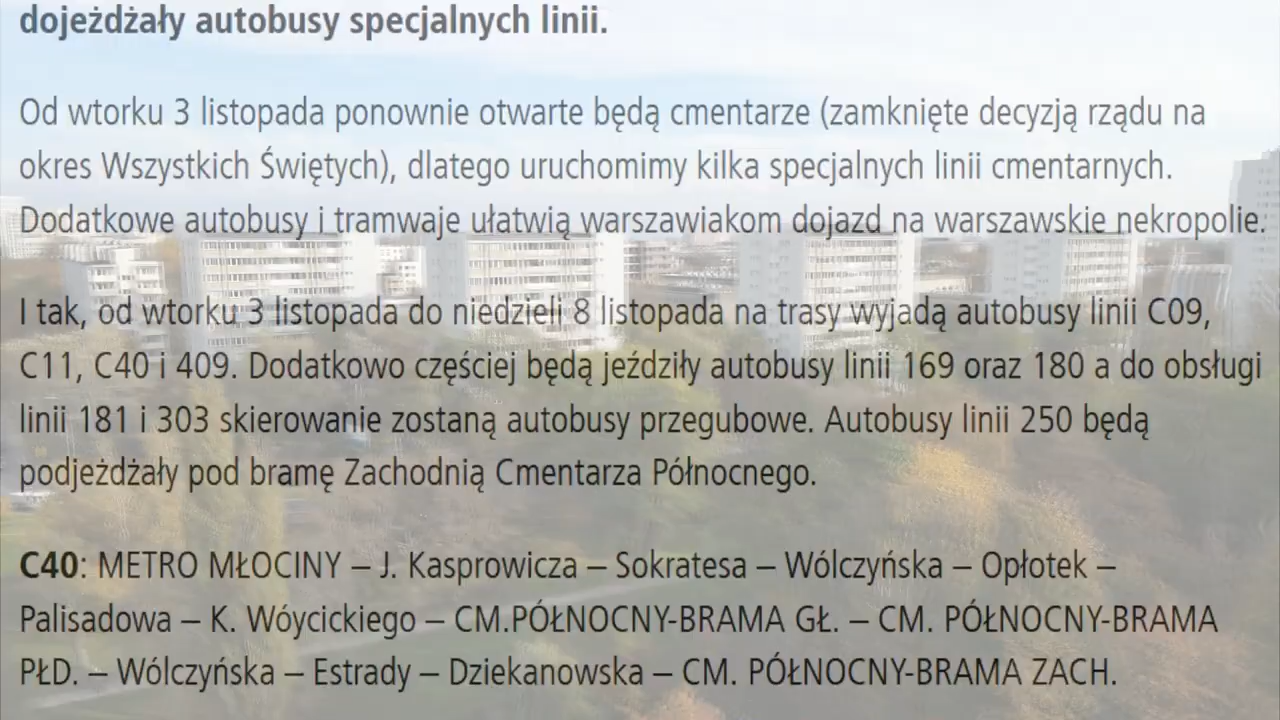 dojeżdżały autobusy specjalnych linii.
Od wtorku 3 listopada ponownie otwarte będą cmentarze (zamknięte decyzją rządu na
okres Wszystkich Świętych), dlatego uruchomimy kilka specjalnych linii cmentarnych.
Dodatkowe autobusy i tramwaje ułatwią warszawiakom dojazd na warszawskie nekropolie.
I tak, od wtorku 3 listopada do niedzieli 8 listopada na trasy wyjadą autobusy linii C09,
C11, C40 i 409. Dodatkowo częściej będą jeździły autobusy linii 169 oraz 180 a do obsługi
linii 181 i 303 skierowanie zostaną autobusy przegubowe. Autobusy linii 250 będą
podjeżdżały pod bramę Zachodnią Cmentarza Północnego.
C40: METRO MŁOCINY – J. Kasprowicza – Sokratesa – Wólczyńska – Opłotek –
Palisadowa – K. Wóycickiego – CM.PÓŁNOCNY-BRAMA GŁ. – CM. PÓŁNOCNY-BRAMA
PŁD. – Wólczyńska – Estrady – Dziekanowska – CM. PÓŁNOCNY-BRAMA ZACH.